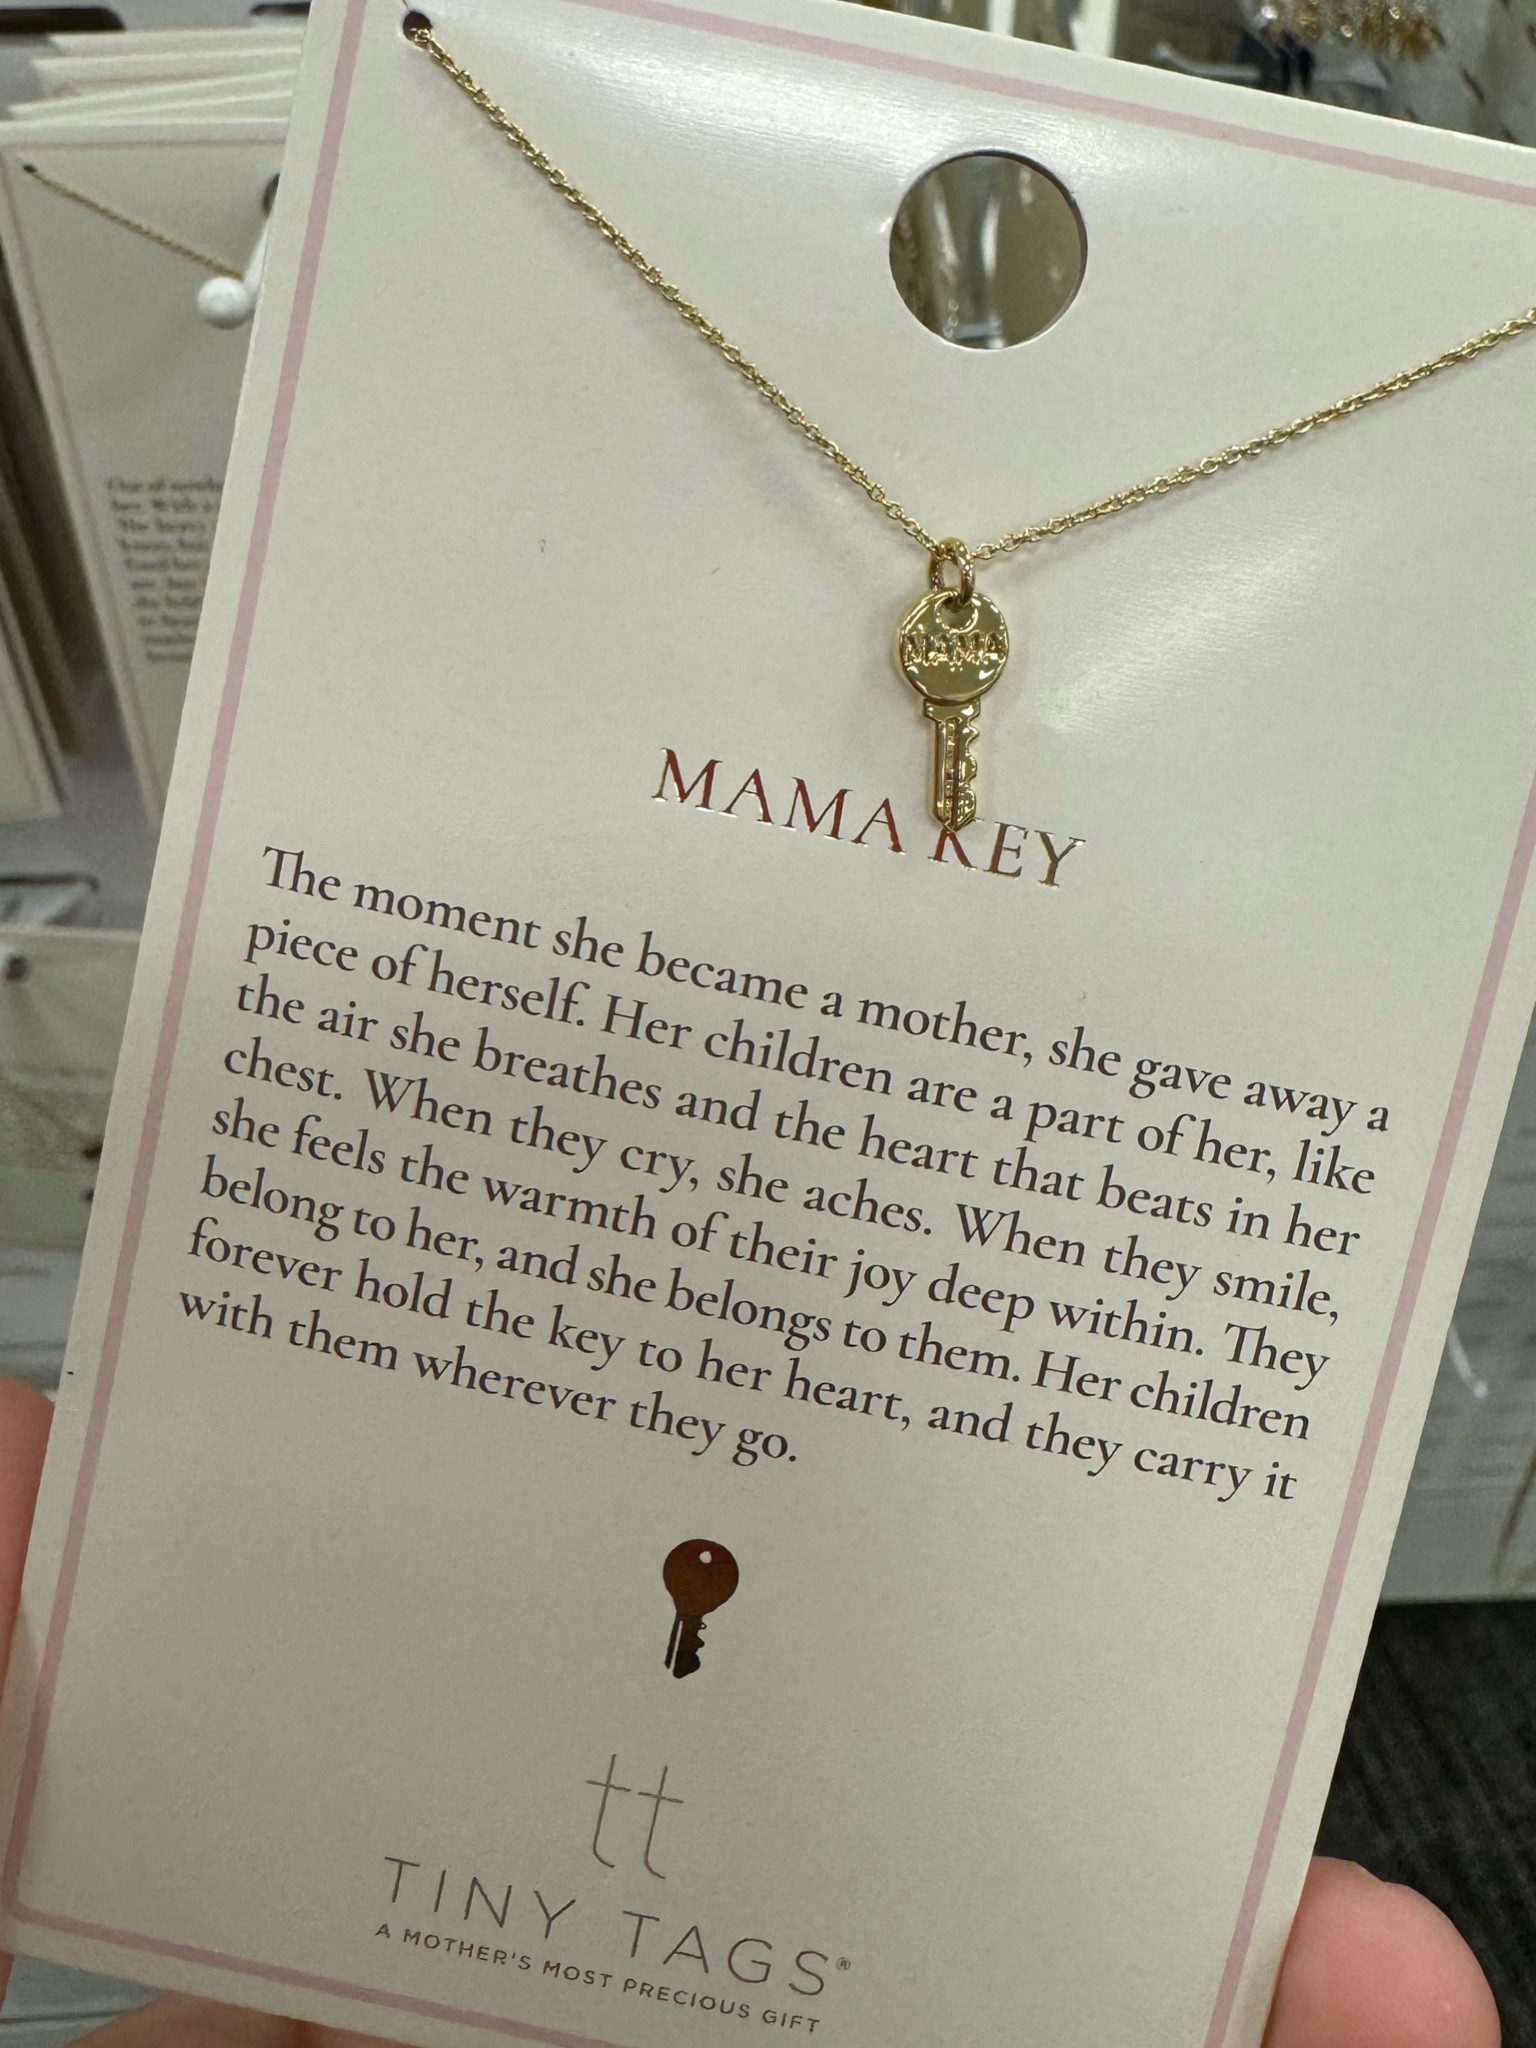 MAMA
MAMA KEY
The moment she became a mother, she gave away a
piece of herself. Her children are a part of her, like
the air she breathes and the heart that beats in her
chest. When they cry, she aches. When they smile,
she feels the warmth of their joy deep within. They
belong to her, and she belongs to them. Her children
forever hold the key to her heart, and they carry it
with them wherever they go.
tt
TINY TAGS®
A MOTHER'S MOST PRECIOUS GIFT